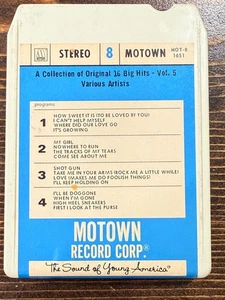 M
STEREO 8 MOTOWN MOT-8
1651
A Collection of Original 16 Big Hits - Vol. 5
Various Artists
programs
1 HOW SWEET IT IS (TO BE LOVED BY YOU)
I CAN'T HELP MYSELF
WHERE DID OUR LOVE GO
IT'S GROWING
2 MY GIRL
NOWHERE TO RUN
THE TRACKS OF MY TEARS
COME SEE ABOUT ME
3 SHOT GUN
TAKE ME IN YOUR ARMS (ROCK ME A LITTLE WHILE)
LOVE (MAKES ME DO FOOLISH THINGS)
I'LL KEEP HOLDING ON
4 I'LL BE DOGGONE
WHEN I'M GONE
HIGH HEEL SNEAKERS
FIRST I LOOK AT THE PURSE
MOTOWN
RECORD CORP.®
The Sound of Young America®